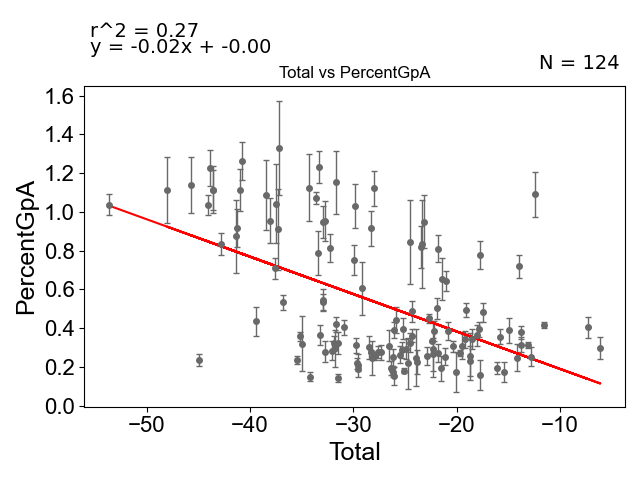 r^2 = 0.27
y = -0.02x + -0.00
N = 124
Total vs PercentGpA
PercentGpA
1.6
1.4
1.2
1.0
0.8
0.6
0.4
0.2
0.0
−50 −40 −30 −20 −10
Total